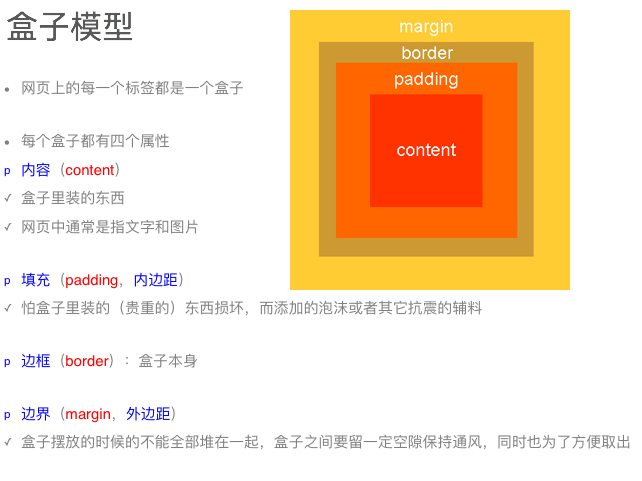 盒子模型
margin
border
padding
content
● 网页上的每一个标签都是一个盒子
● 每个盒子都有四个属性
p 内容（content）
✓ 盒子里装的东西
✓ 网页中通常是指文字和图片
p 填充（padding，内边距）
✓ 怕盒子里装的（贵重的）东西损坏，而添加的泡沫或者其它抗震的辅料
p 边框（border）：盒子本身
p 边界（margin，外边距）
✓ 盒子摆放的时候的不能全部堆在一起，盒子之间要留一定空隙保持通风，同时也为了方便取出